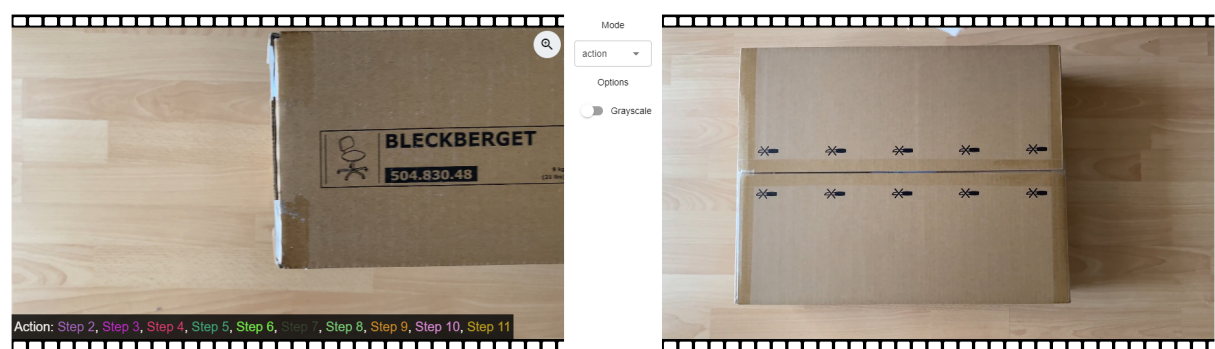 Mode
action
Options
Grayscale
BLECKBERGET
504.830.48
Action: Step 2, Step 3, Step 4, Step 5, Step 6, Step 7, Step 8, Step 9, Step 10, Step 11